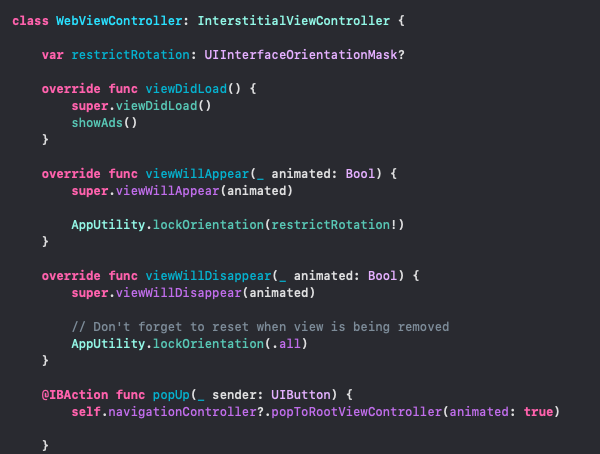 class WebViewController: InterstitialViewController {
var restrictRotation: UIInterfaceOrientationMask?
override func viewDidLoad() {
super.viewDidLoad()
showAds()
}
override func viewWillAppear(_ animated: Bool) {
super.viewWillAppear(animated)
AppUtility.lockOrientation(restrictRotation!)
}
override func viewWillDisappear(_ animated: Bool) {
super.viewWillDisappear(animated)
// Don't forget to reset when view is being removed
AppUtility.lockOrientation(.all)
}
@IBAction func popUp(_ sender: UIButton) {
self.navigationController?.popToRootViewController(animated: true)
}